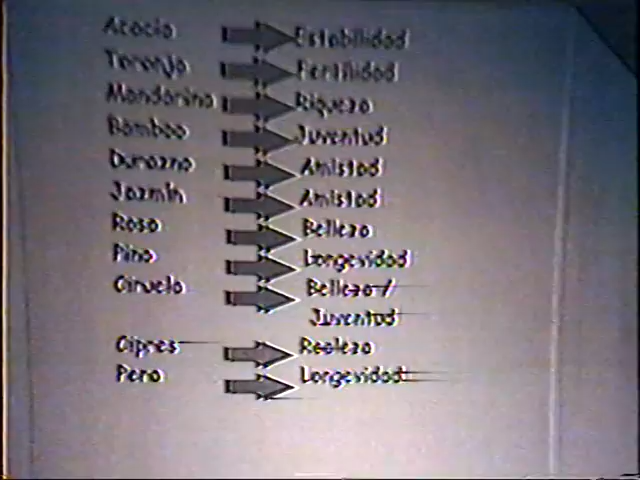 Acacia Estabilidad
Toronja Fertilidad
Mandarina Riqueza
Bamboo Juventud
Durazno Amistad
Jazmín Amistad
Rosa Belleza
Pino Longevidad
Ciruelo Belleza /
Juventud
Cipres Realeza
Pera Longevidad